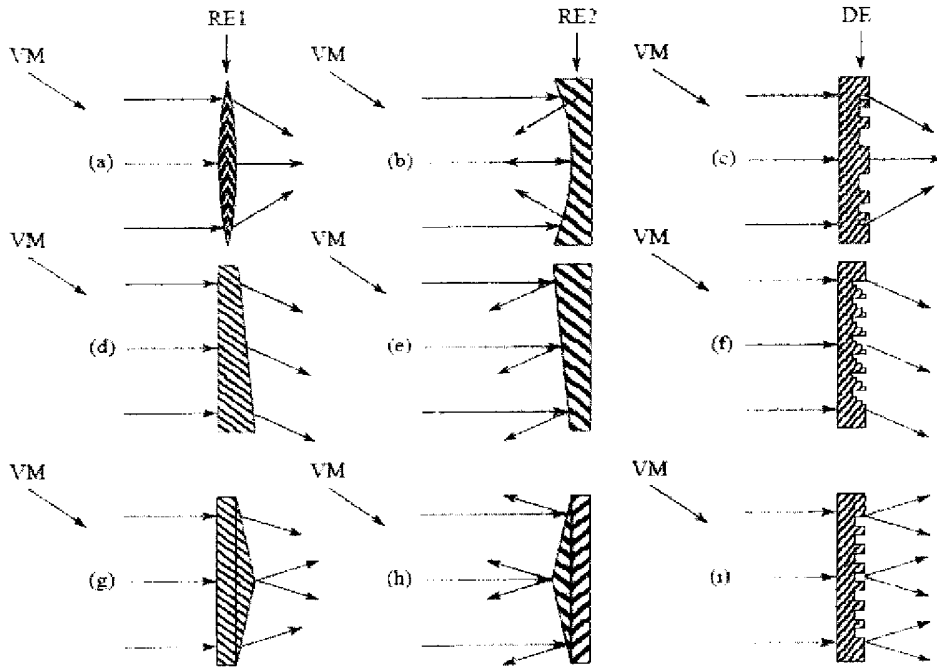 RE1 RE2 DE
VM VM VM
(a) (b) (c)
VM VM VM
(d) (e) (f)
VM VM VM
(g) (h) (i)